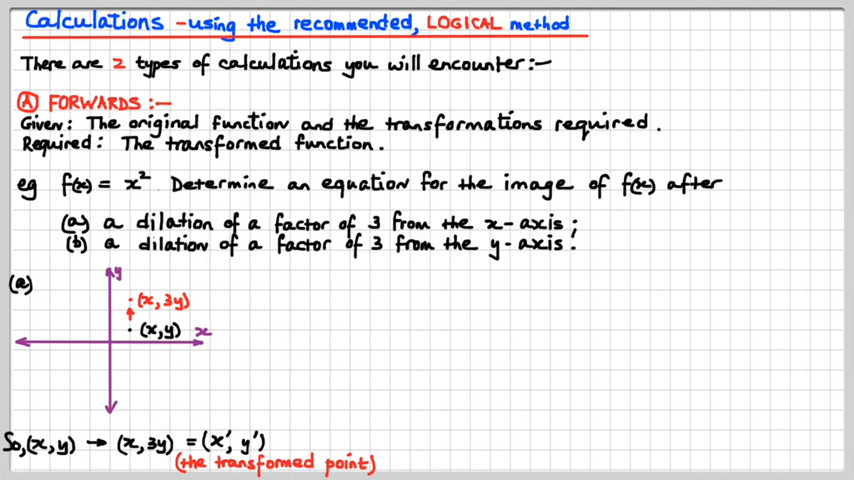 Calculations - using the recommended, LOGICAL method
There are 2 types of calculations you will encounter:-
Ⓐ FORWARDS :-
Given: The original function and the transformations required.
Required: The transformed function.
eg f(x) = x² . Determine an equation for the image of f(x) after
(a) a dilation of a factor of 3 from the x-axis;
(b) a dilation of a factor of 3 from the y-axis:
(a)
y
(x, 3y)
(x,y) x
So, (x,y) → (x,3y) = (x', y')
(the transformed point)